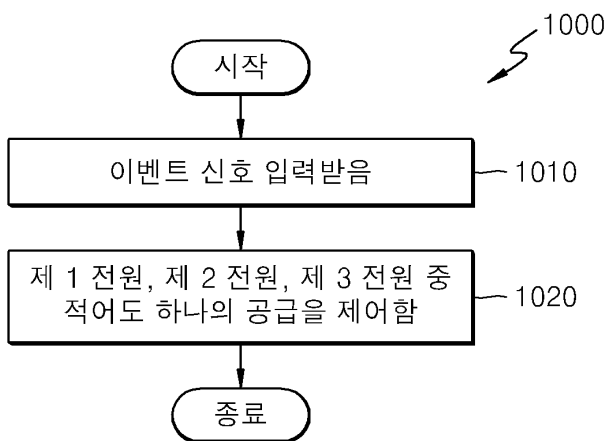 1000
시작
이벤트 신호 입력받음
1010
제 1 전원, 제 2 전원, 제 3 전원 중
적어도 하나의 공급을 제어함
1020
종료